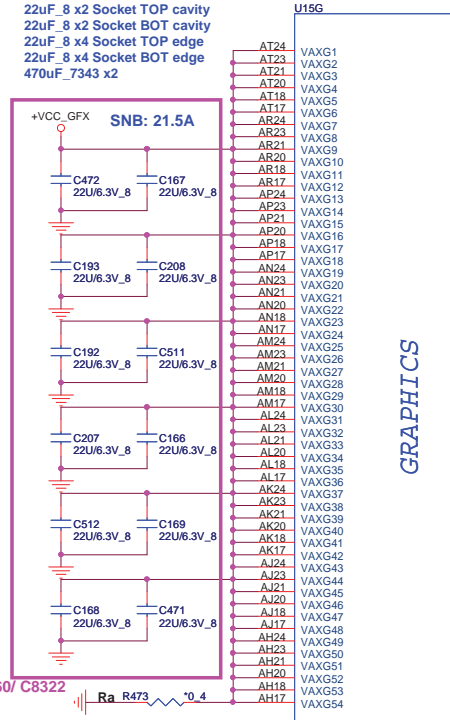 22uF_8 x2 Socket TOP cavity
22uF_8 x2 Socket BOT cavity
22uF_8 x4 Socket TOP edge
22uF_8 x4 Socket BOT edge
470uF_7343 x2
+VCC_GFX
SNB: 21.5A
C472
22U/6.3V_8
C167
22U/6.3V_8
C193
22U/6.3V_8
C208
22U/6.3V_8
C192
22U/6.3V_8
C511
22U/6.3V_8
C207
22U/6.3V_8
C166
22U/6.3V_8
C512
22U/6.3V_8
C169
22U/6.3V_8
C168
22U/6.3V_8
C471
22U/6.3V_8
60/ C8322
Ra R473 *0_4
U15G
AT24 VAXG1
AT23 VAXG2
AT21 VAXG3
AT20 VAXG4
AT18 VAXG5
AT17 VAXG6
AR24 VAXG7
AR23 VAXG8
AR21 VAXG9
AR20 VAXG10
AR18 VAXG11
AR17 VAXG12
AP24 VAXG13
AP23 VAXG14
AP21 VAXG15
AP20 VAXG16
AP18 VAXG17
AP17 VAXG18
AN24 VAXG19
AN23 VAXG20
AN21 VAXG21
AN20 VAXG22
AN18 VAXG23
AN17 VAXG24
AM24 VAXG25
AM23 VAXG26
AM21 VAXG27
AM20 VAXG28
AM18 VAXG29
AM17 VAXG30
AL24 VAXG31
AL23 VAXG32
AL21 VAXG33
AL20 VAXG34
AL18 VAXG35
AL17 VAXG36
AK24 VAXG37
AK23 VAXG38
AK21 VAXG39
AK20 VAXG40
AK18 VAXG41
AK17 VAXG42
AJ24 VAXG43
AJ23 VAXG44
AJ21 VAXG45
AJ20 VAXG46
AJ18 VAXG47
AJ17 VAXG48
AH24 VAXG49
AH23 VAXG50
AH21 VAXG51
AH20 VAXG52
AH18 VAXG53
AH17 VAXG54
GRAPHICS